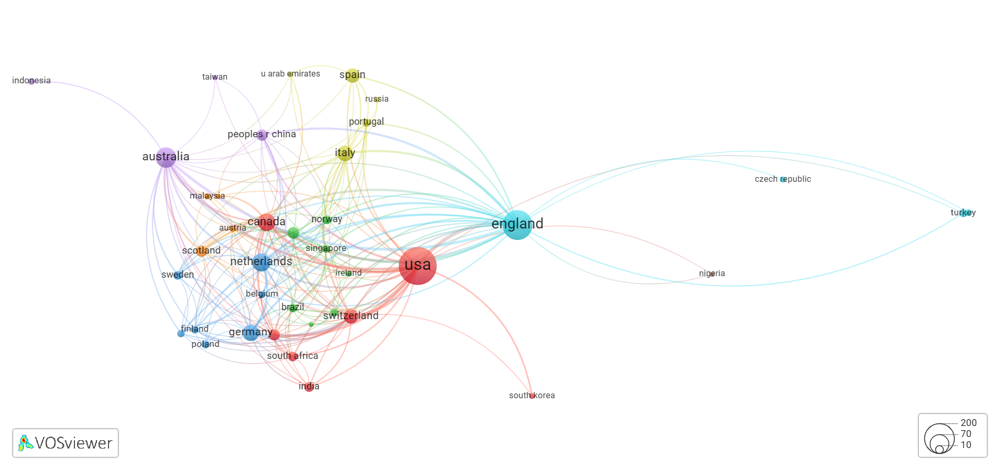 u arab emirates
spain
taiwan
indonesia
russia
portugal
peoples r china
italy
australia
czech republic
malaysia
turkey
norway
canada
england
austria
singapore
scotland
netherlands
usa
ireland
sweden
nigeria
belgium
brazil
switzerland
finland
germany
poland
south africa
india
south korea
200
70
10
VOSviewer